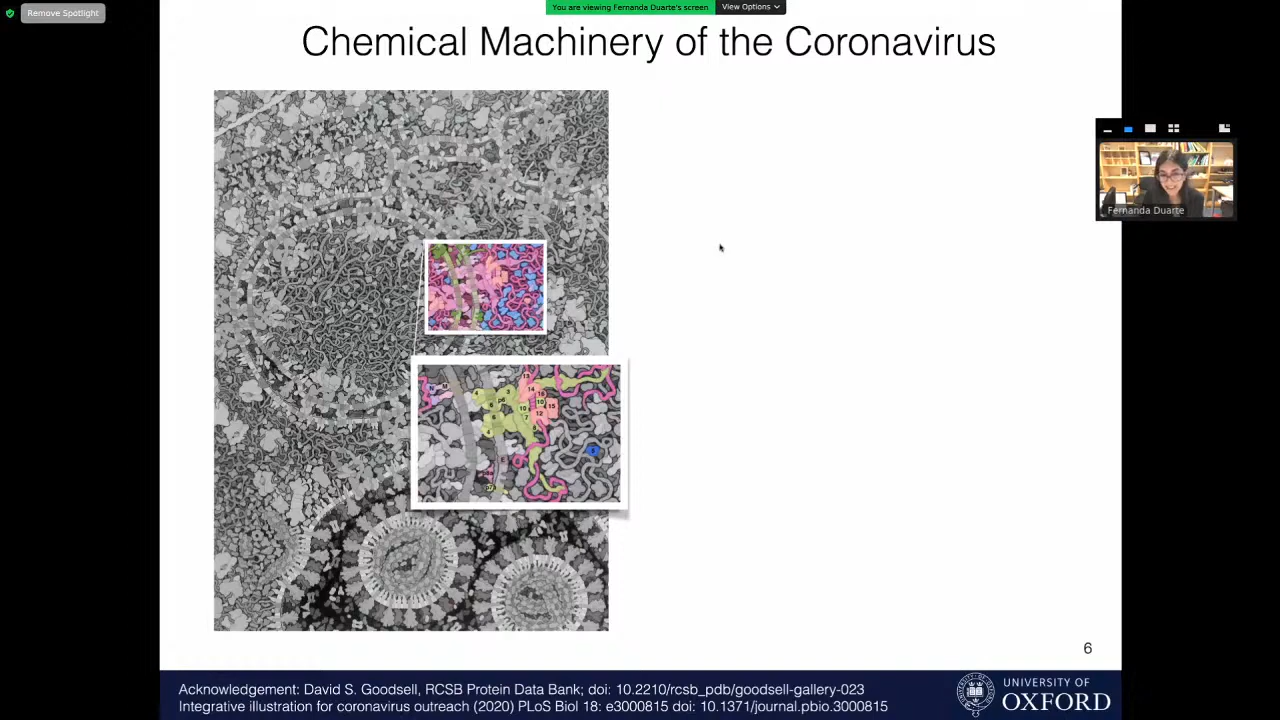 Remove Spotlight
You are viewing Fernanda Duarte's screen
View Options
Chemical Machinery of the Coronavirus
Fernanda Duarte
6
Acknowledgement: David S. Goodsell, RCSB Protein Data Bank; doi: 10.2210/rcsb_pdb/goodsell-gallery-023
Integrative illustration for coronavirus outreach (2020) PLoS Biol 18: e3000815 doi: 10.1371/journal.pbio.3000815
UNIVERSITY OF
OXFORD